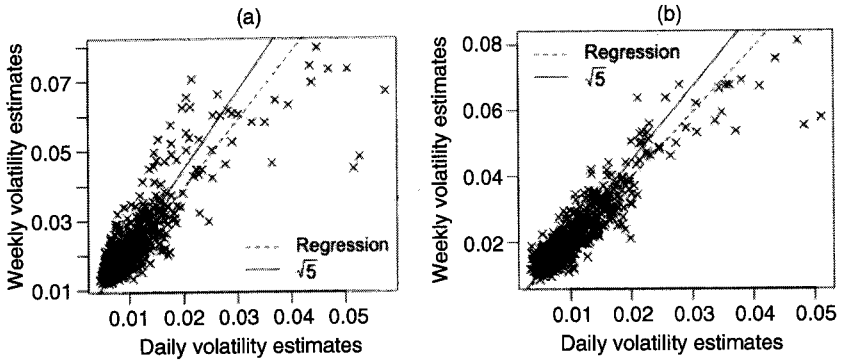 (a)
Weekly volatility estimates
0.07
0.05
0.03
0.01
Regression
√5
0.01 0.02 0.03 0.04 0.05
Daily volatility estimates
(b)
Weekly volatility estimates
0.08
0.06
0.04
0.02
Regression
√5
0.01 0.02 0.03 0.04 0.05
Daily volatility estimates